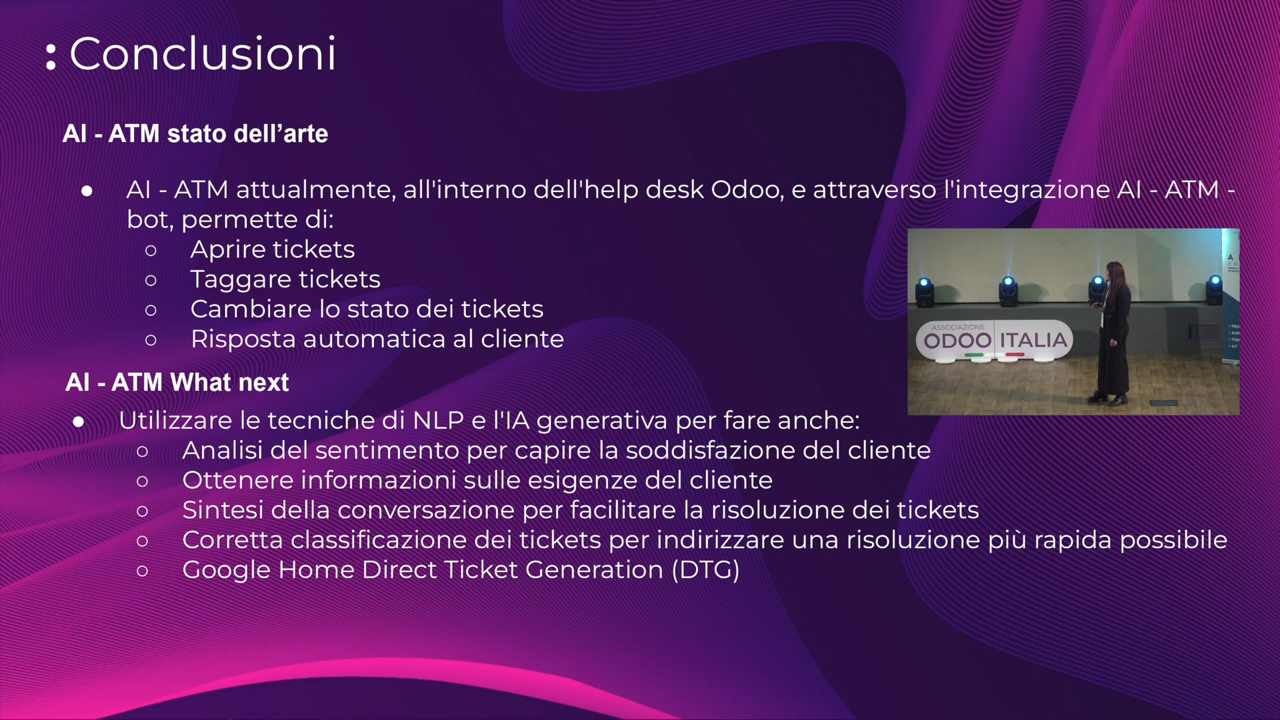 : Conclusioni
AI - ATM stato dell’arte
● AI - ATM attualmente, all'interno dell'help desk Odoo, e attraverso l'integrazione AI - ATM -
bot, permette di:
○ Aprire tickets
○ Taggare tickets
○ Cambiare lo stato dei tickets
○ Risposta automatica al cliente
ASSOCIAZIONE
ODOO ITALIA
AI - ATM What next
● Utilizzare le tecniche di NLP e l'IA generativa per fare anche:
○ Analisi del sentimento per capire la soddisfazione del cliente
○ Ottenere informazioni sulle esigenze del cliente
○ Sintesi della conversazione per facilitare la risoluzione dei tickets
○ Corretta classificazione dei tickets per indirizzare una risoluzione più rapida possibile
○ Google Home Direct Ticket Generation (DTG)